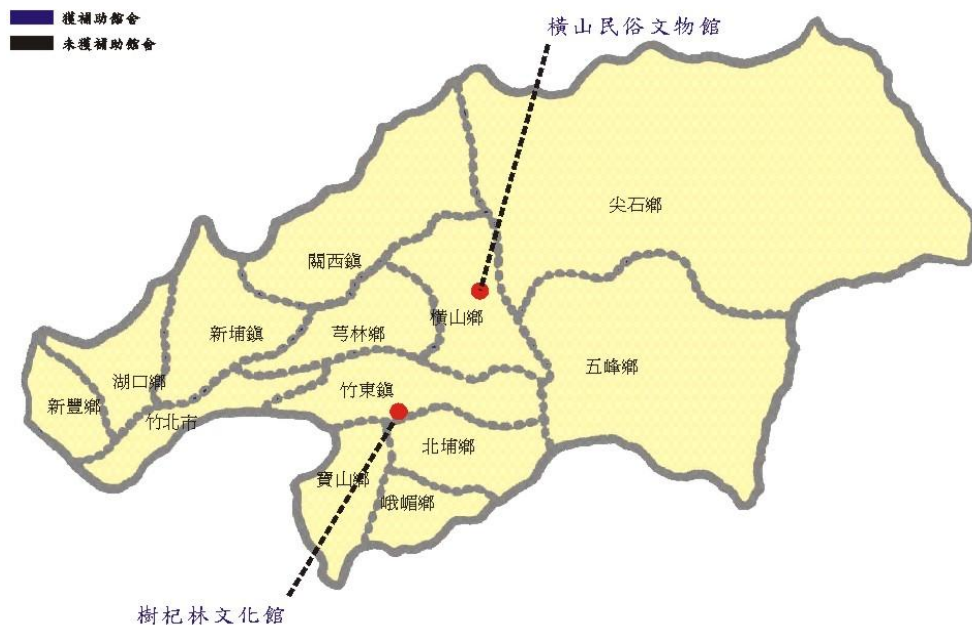 獲補助館舍
未獲補助館舍
橫山民俗文物館
尖石鄉
關西鎮
橫山鄉
新埔鎮
芎林鄉
五峰鄉
湖口鄉
新豐鄉
竹東鎮
竹北市
北埔鄉
寶山鄉
峨嵋鄉
樹杞林文化館